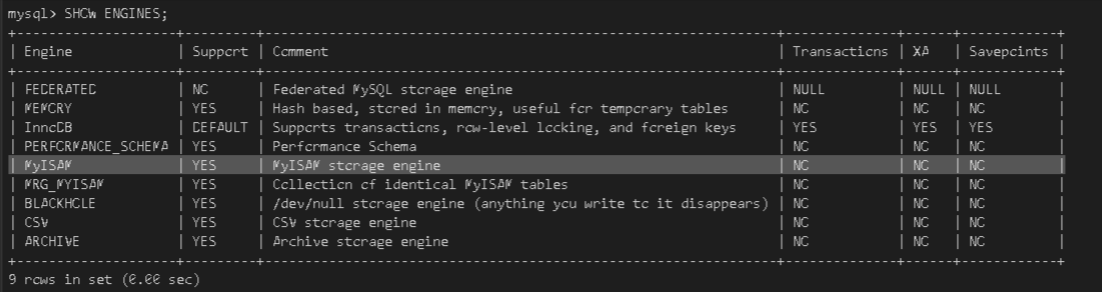 mysql> SHOW ENGINES;
+--------------------+---------+----------------------------------------------------------------+--------------+------+------------+
| Engine             | Support | Comment                                                        | Transactions | XA   | Savepoints |
+--------------------+---------+----------------------------------------------------------------+--------------+------+------------+
| FEDERATED          | NO      | Federated MySQL storage engine                                 | NULL         | NULL | NULL       |
| MEMORY             | YES     | Hash based, stored in memory, useful for temporary tables      | NO           | NO   | NO         |
| InnoDB             | DEFAULT | Supports transactions, row-level locking, and foreign keys     | YES          | YES  | YES        |
| PERFORMANCE_SCHEMA | YES     | Performance Schema                                             | NO           | NO   | NO         |
| MyISAM             | YES     | MyISAM storage engine                                          | NO           | NO   | NO         |
| MRG_MYISAM         | YES     | Collection of identical MyISAM tables                          | NO           | NO   | NO         |
| BLACKHOLE          | YES     | /dev/null storage engine (anything you write to it disappears) | NO           | NO   | NO         |
| CSV                | YES     | CSV storage engine                                             | NO           | NO   | NO         |
| ARCHIVE            | YES     | Archive storage engine                                         | NO           | NO   | NO         |
+--------------------+---------+----------------------------------------------------------------+--------------+------+------------+
9 rows in set (0.00 sec)